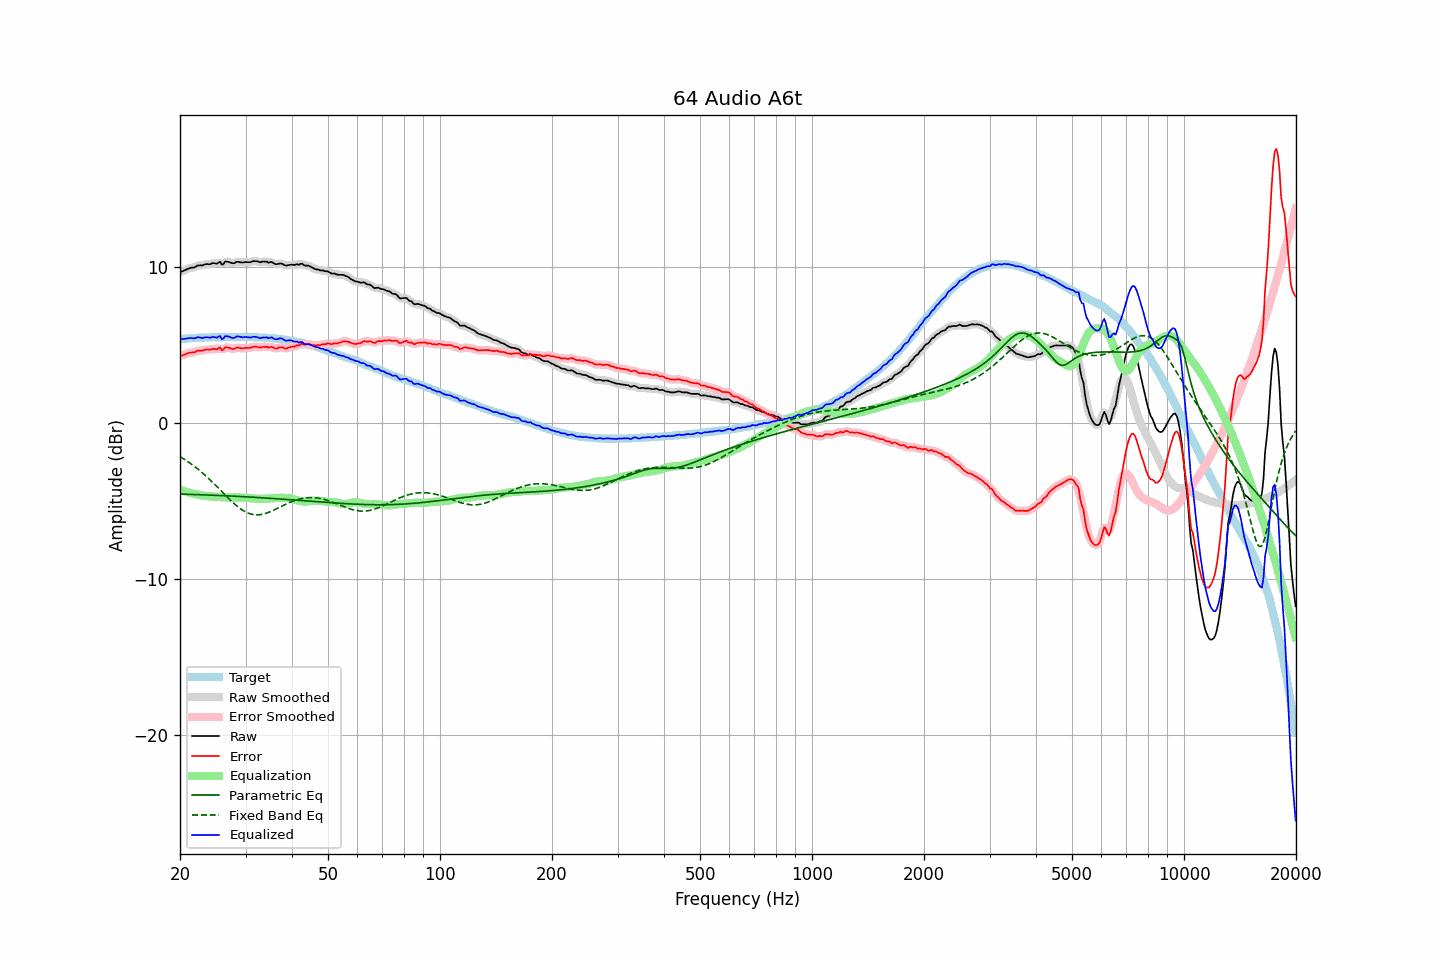 64 Audio A6t
Amplitude (dBr)
10
0
−10
−20
Target
Raw Smoothed
Error Smoothed
Raw
Error
Equalization
Parametric Eq
Fixed Band Eq
Equalized
20 50 100 200 500 1000 2000 5000 10000 20000
Frequency (Hz)